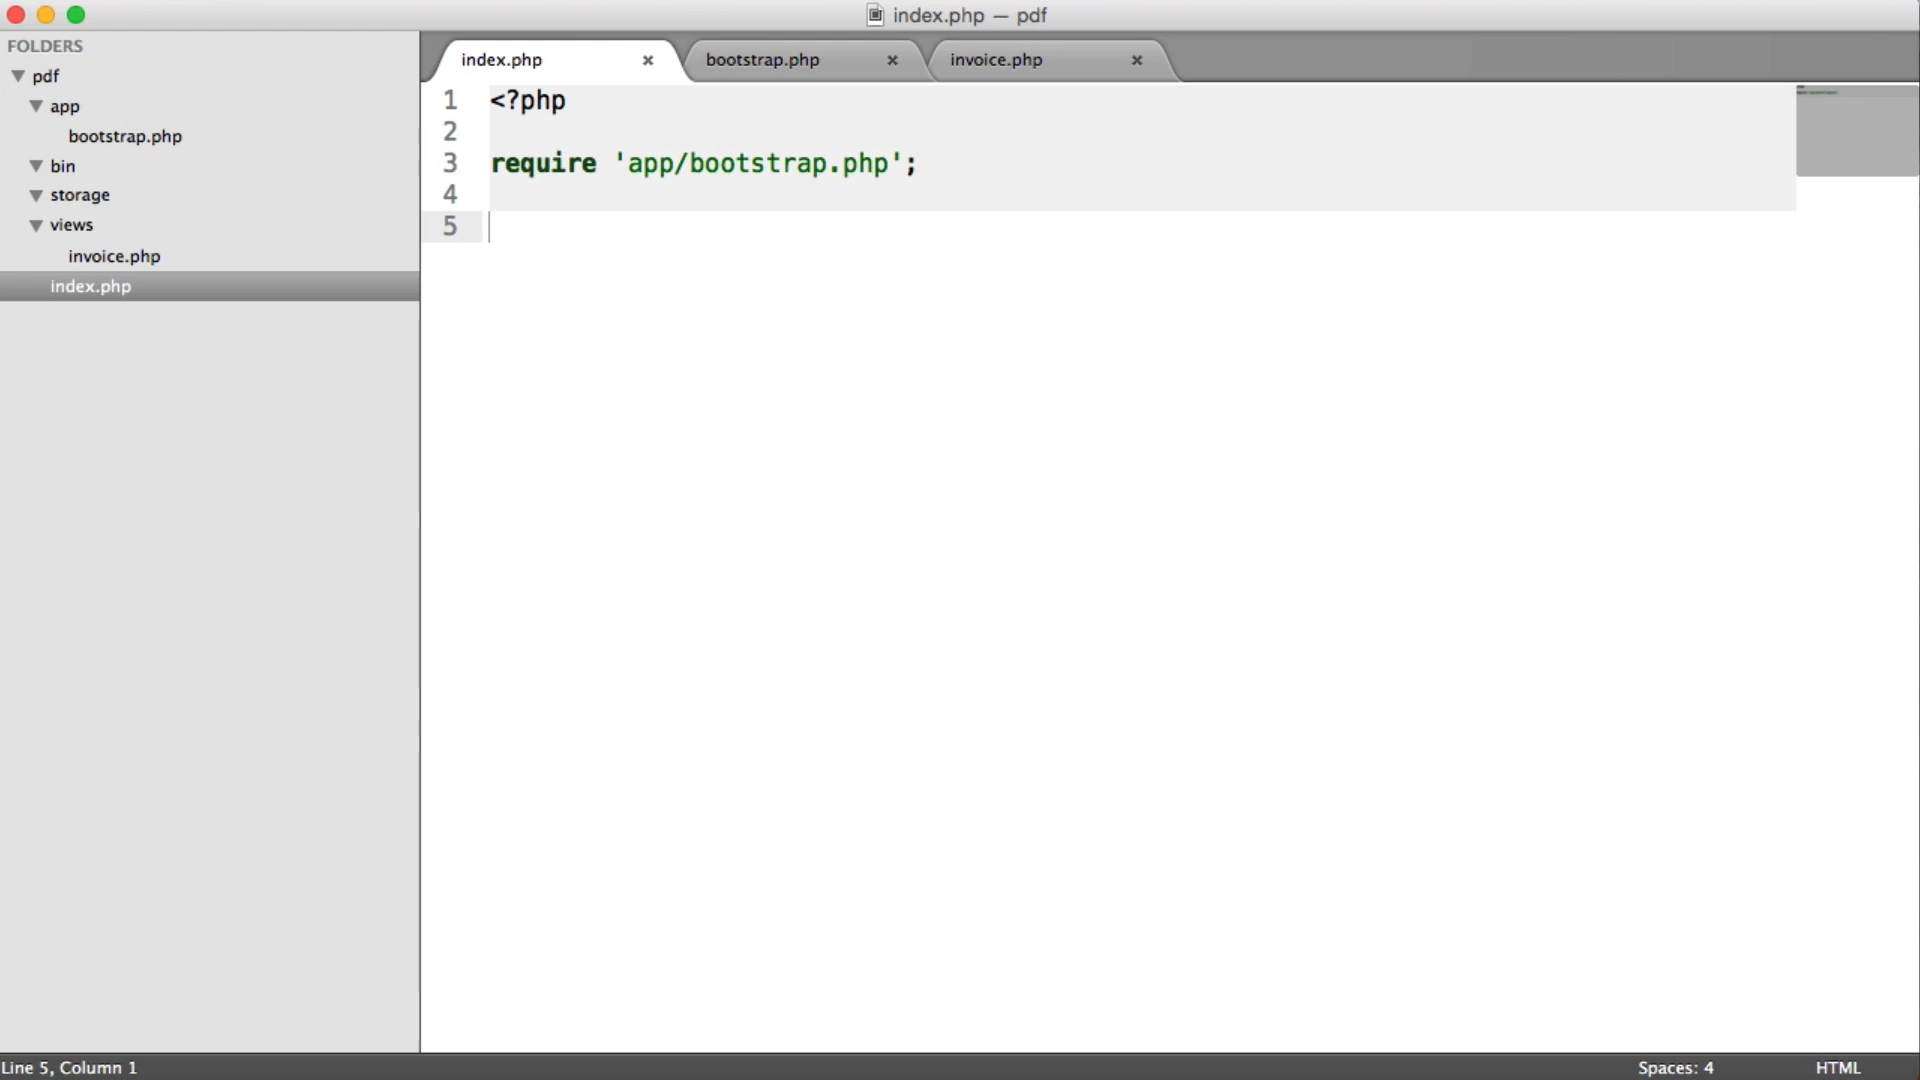 index.php — pdf
FOLDERS
pdf
app
bootstrap.php
bin
storage
views
invoice.php
index.php
index.php
bootstrap.php
invoice.php
1 <?php
2
3 require 'app/bootstrap.php';
4
5
Line 5, Column 1
Spaces: 4
HTML